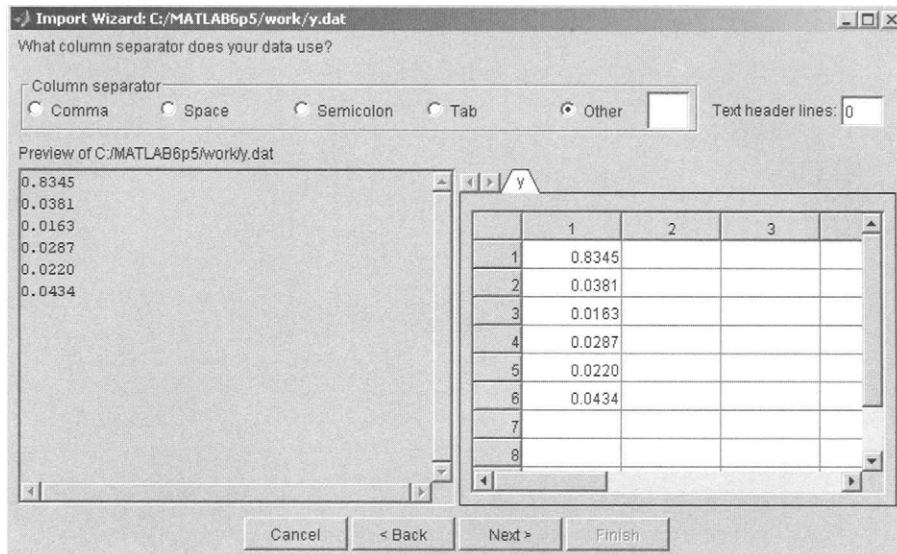 Import Wizard: C:/MATLAB6p5/work/y.dat
What column separator does your data use?
Column separator
Comma Space Semicolon Tab Other Text header lines: 0
Preview of C:/MATLAB6p5/work/y.dat
0.8345
0.0381
0.0163
0.0287
0.0220
0.0434
y
1 2 3
1 0.8345
2 0.0381
3 0.0163
4 0.0287
5 0.0220
6 0.0434
7
8
Cancel < Back Next > Finish